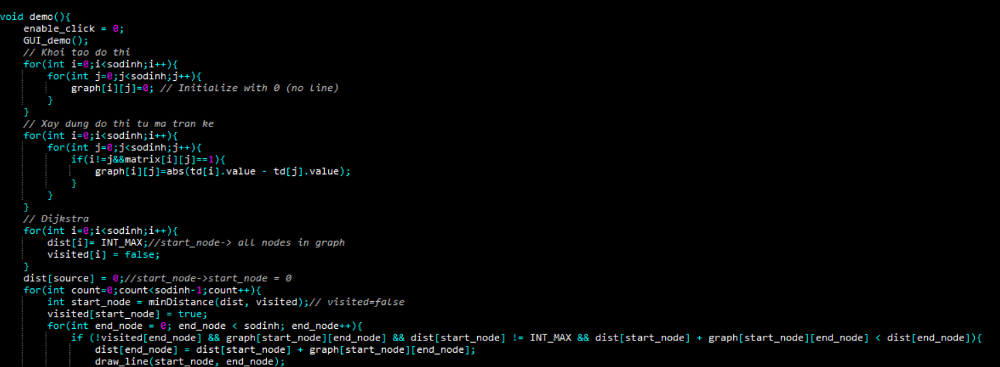 void demo(){
    enable_click = 0;
    GUI_demo();
    // Khoi tao do thi
    for(int i=0;i<sodinh;i++){
        for(int j=0;j<sodinh;j++){
            graph[i][j]=0; // Initialize with 0 (no line)
        }
    }
    // Xay dung do thi tu ma tran ke
    for(int i=0;i<sodinh;i++){
        for(int j=0;j<sodinh;j++){
            if(i!=j&&matrix[i][j]==1){
                graph[i][j]=abs(td[i].value - td[j].value);
            }
        }
    }
    // Dijkstra
    for(int i=0;i<sodinh;i++){
        dist[i]= INT_MAX;//start_node-> all nodes in graph
        visited[i] = false;
    }
    dist[source] = 0;//start_node->start_node = 0
    for(int count=0;count<sodinh-1;count++){
        int start_node = minDistance(dist, visited);// visited=false
        visited[start_node] = true;
        for(int end_node = 0; end_node < sodinh; end_node++){
            if (!visited[end_node] && graph[start_node][end_node] && dist[start_node] != INT_MAX && dist[start_node] + graph[start_node][end_node] < dist[end_node]){
                dist[end_node] = dist[start_node] + graph[start_node][end_node];
                draw_line(start_node, end_node);